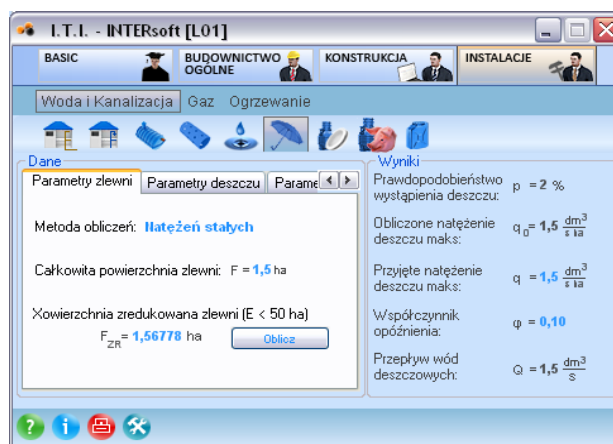 I.T.I. - INTERsoft [L01]
BASIC
BUDOWNICTWO
OGÓLNE
KONSTRUKCJA
INSTALACJE
Woda i Kanalizacja Gaz Ogrzewanie
Dane
Parametry zlewni Parametry deszczu Parame
Metoda obliczeń: Natężeń stałych
Całkowita powierzchnia zlewni: F = 1,5 ha
Xowierzchnia zredukowana zlewni (E < 50 ha)
F_ZR = 1,56778 ha Oblicz
Wyniki
Prawdopodobieństwo
wystąpienia deszczu: p = 2 %
Obliczone natężenie
deszczu maks: q0 = 1,5 dm³/s ha
Przyjęte natężenie
deszczu maks: q = 1,5 dm³/s ha
Współczynnik
opóźnienia: φ = 0,10
Przepływ wód
deszczowych: Q = 1,5 dm³/s